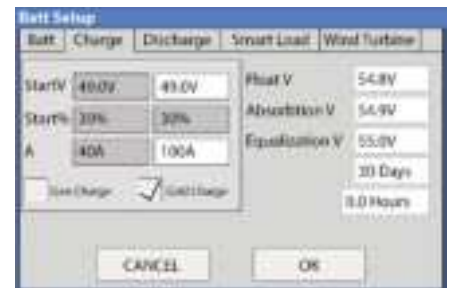 Batt Setup
Batt Charge Discharge Smart Load Wind Turbine
StartV 49.0V 49.0V
Start% 30% 30%
A 40A 100A
Gen Charge Grid Charge
Float V 54.8V
Absorbtion V 54.9V
Equalization V 55.0V
30 Days
0.0 Hours
CANCEL OK